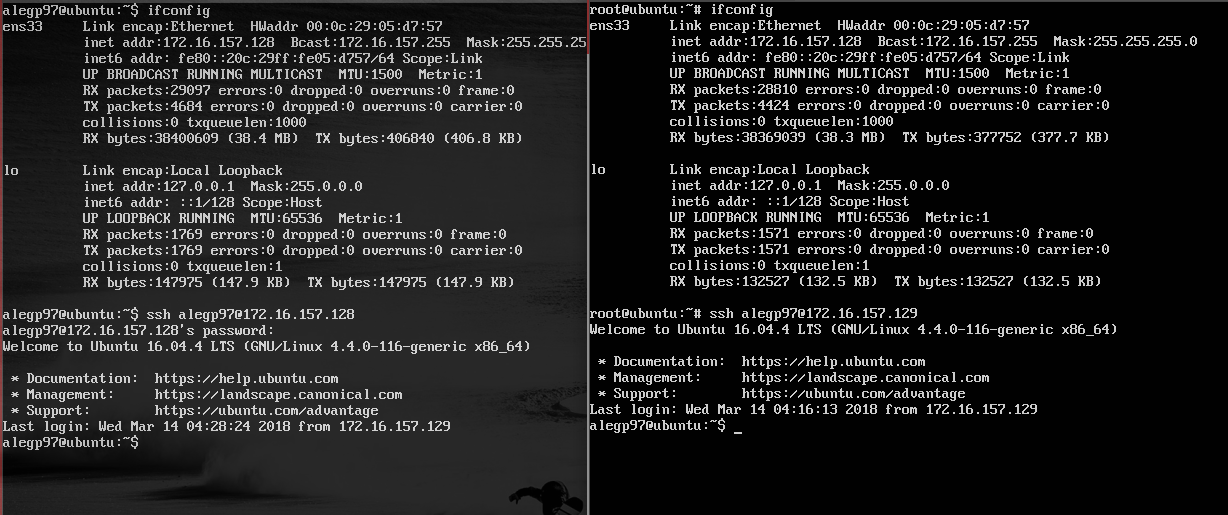 alegp97@ubuntu:~$ ifconfig
ens33     Link encap:Ethernet  HWaddr 00:0c:29:05:d7:57
          inet addr:172.16.157.128  Bcast:172.16.157.255  Mask:255.255.25
          inet6 addr: fe80::20c:29ff:fe05:d757/64 Scope:Link
          UP BROADCAST RUNNING MULTICAST  MTU:1500  Metric:1
          RX packets:29097 errors:0 dropped:0 overruns:0 frame:0
          TX packets:4684 errors:0 dropped:0 overruns:0 carrier:0
          collisions:0 txqueuelen:1000
          RX bytes:38400609 (38.4 MB)  TX bytes:406840 (406.8 KB)

lo        Link encap:Local Loopback
          inet addr:127.0.0.1  Mask:255.0.0.0
          inet6 addr: ::1/128 Scope:Host
          UP LOOPBACK RUNNING  MTU:65536  Metric:1
          RX packets:1769 errors:0 dropped:0 overruns:0 frame:0
          TX packets:1769 errors:0 dropped:0 overruns:0 carrier:0
          collisions:0 txqueuelen:1
          RX bytes:147975 (147.9 KB)  TX bytes:147975 (147.9 KB)

alegp97@ubuntu:~$ ssh alegp97@172.16.157.128
alegp97@172.16.157.128's password:
Welcome to Ubuntu 16.04.4 LTS (GNU/Linux 4.4.0-116-generic x86_64)

 * Documentation:  https://help.ubuntu.com
 * Management:     https://landscape.canonical.com
 * Support:        https://ubuntu.com/advantage
Last login: Wed Mar 14 04:28:24 2018 from 172.16.157.129
alegp97@ubuntu:~$
root@ubuntu:~# ifconfig
ens33     Link encap:Ethernet  HWaddr 00:0c:29:05:d7:57
          inet addr:172.16.157.128  Bcast:172.16.157.255  Mask:255.255.255.0
          inet6 addr: fe80::20c:29ff:fe05:d757/64 Scope:Link
          UP BROADCAST RUNNING MULTICAST  MTU:1500  Metric:1
          RX packets:28810 errors:0 dropped:0 overruns:0 frame:0
          TX packets:4424 errors:0 dropped:0 overruns:0 carrier:0
          collisions:0 txqueuelen:1000
          RX bytes:38369039 (38.3 MB)  TX bytes:377752 (377.7 KB)

lo        Link encap:Local Loopback
          inet addr:127.0.0.1  Mask:255.0.0.0
          inet6 addr: ::1/128 Scope:Host
          UP LOOPBACK RUNNING  MTU:65536  Metric:1
          RX packets:1571 errors:0 dropped:0 overruns:0 frame:0
          TX packets:1571 errors:0 dropped:0 overruns:0 carrier:0
          collisions:0 txqueuelen:1
          RX bytes:132527 (132.5 KB)  TX bytes:132527 (132.5 KB)

root@ubuntu:~# ssh alegp97@172.16.157.129
Welcome to Ubuntu 16.04.4 LTS (GNU/Linux 4.4.0-116-generic x86_64)

 * Documentation:  https://help.ubuntu.com
 * Management:     https://landscape.canonical.com
 * Support:        https://ubuntu.com/advantage
Last login: Wed Mar 14 04:16:13 2018 from 172.16.157.129
alegp97@ubuntu:~$ _